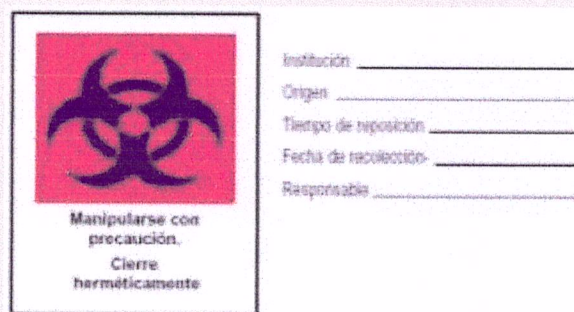 Manipularse con
precaución.
Cierre
herméticamente
Institución
Origen
Tiempo de reposición
Fecha de recolección-
Responsable